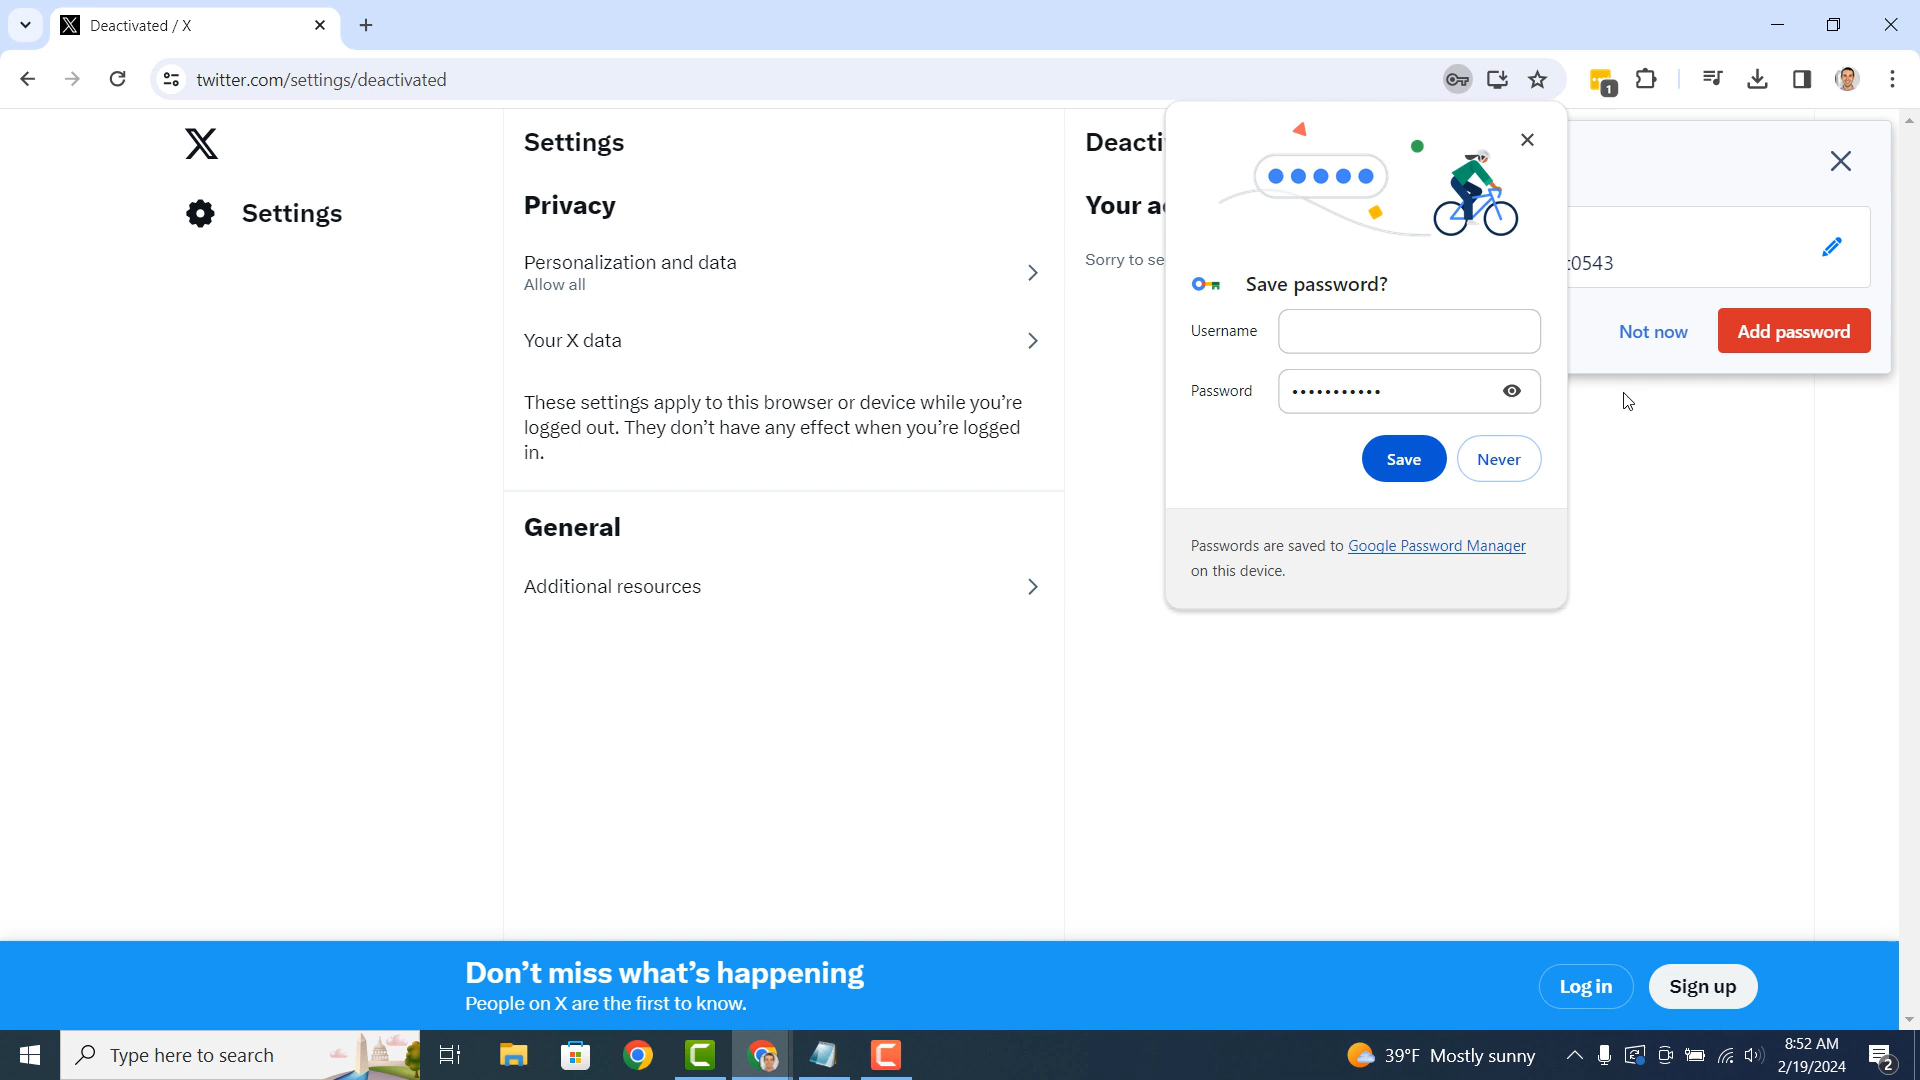 Deactivated / X
twitter.com/settings/deactivated
1
Settings
Settings
Privacy
Personalization and data
Allow all
Your X data
These settings apply to this browser or device while you're
logged out. They don't have any effect when you're logged
in.
General
Additional resources
Deacti
Your a
Sorry to se
Save password?
Username
Password
Save
Never
Passwords are saved to Google Password Manager
on this device.
0543
Not now
Add password
Don't miss what's happening
People on X are the first to know.
Log in
Sign up
Type here to search
39°F Mostly sunny
8:52 AM
2/19/2024
2